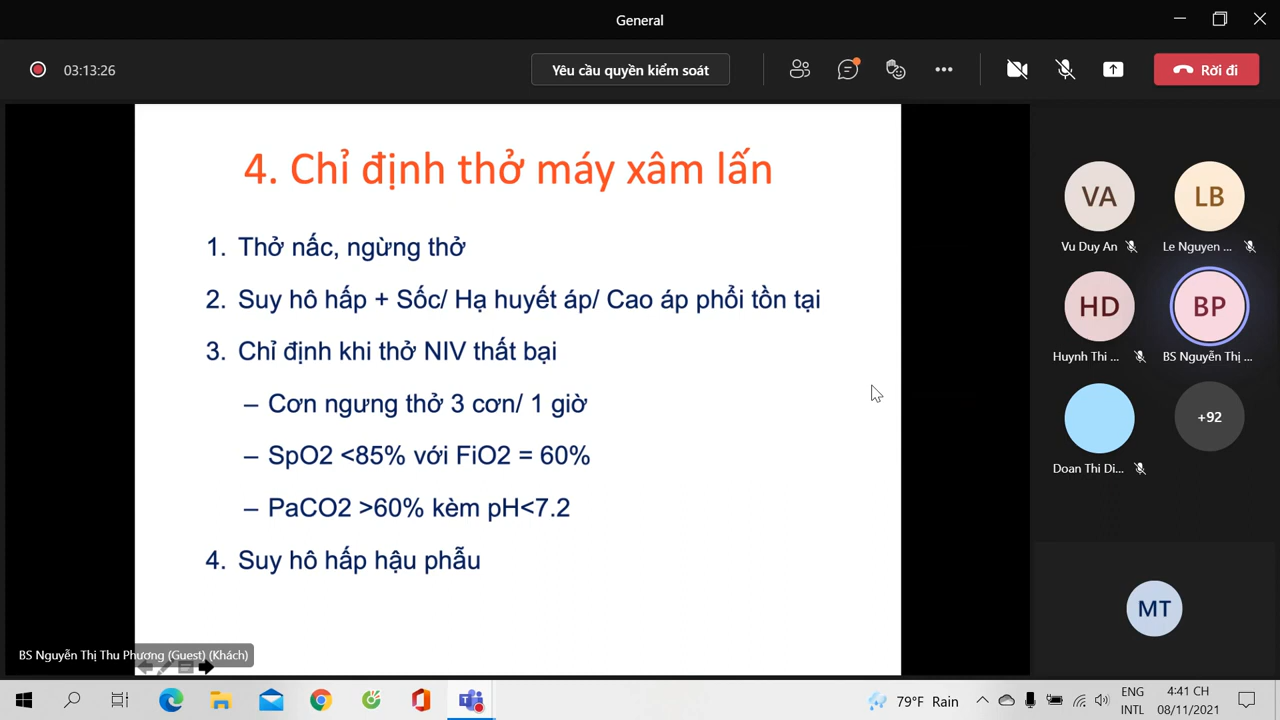 General
03:13:26
Yêu cầu quyền kiểm soát
Rời đi
4. Chỉ định thở máy xâm lấn
1. Thở nấc, ngừng thở
2. Suy hô hấp + Sốc/ Hạ huyết áp/ Cao áp phổi tồn tại
3. Chỉ định khi thở NIV thất bại
– Cơn ngưng thở 3 cơn/ 1 giờ
– SpO2 <85% với FiO2 = 60%
– PaCO2 >60% kèm pH<7.2
4. Suy hô hấp hậu phẫu
BS Nguyễn Thị Thu Phương (Guest) (Khách)
VA
Vu Duy An
LB
Le Nguyen ...
HD
Huynh Thi ...
BP
BS Nguyễn Thị ...
Doan Thi Di...
+92
MT
79°F Rain
ENG
INTL
4:41 CH
08/11/2021